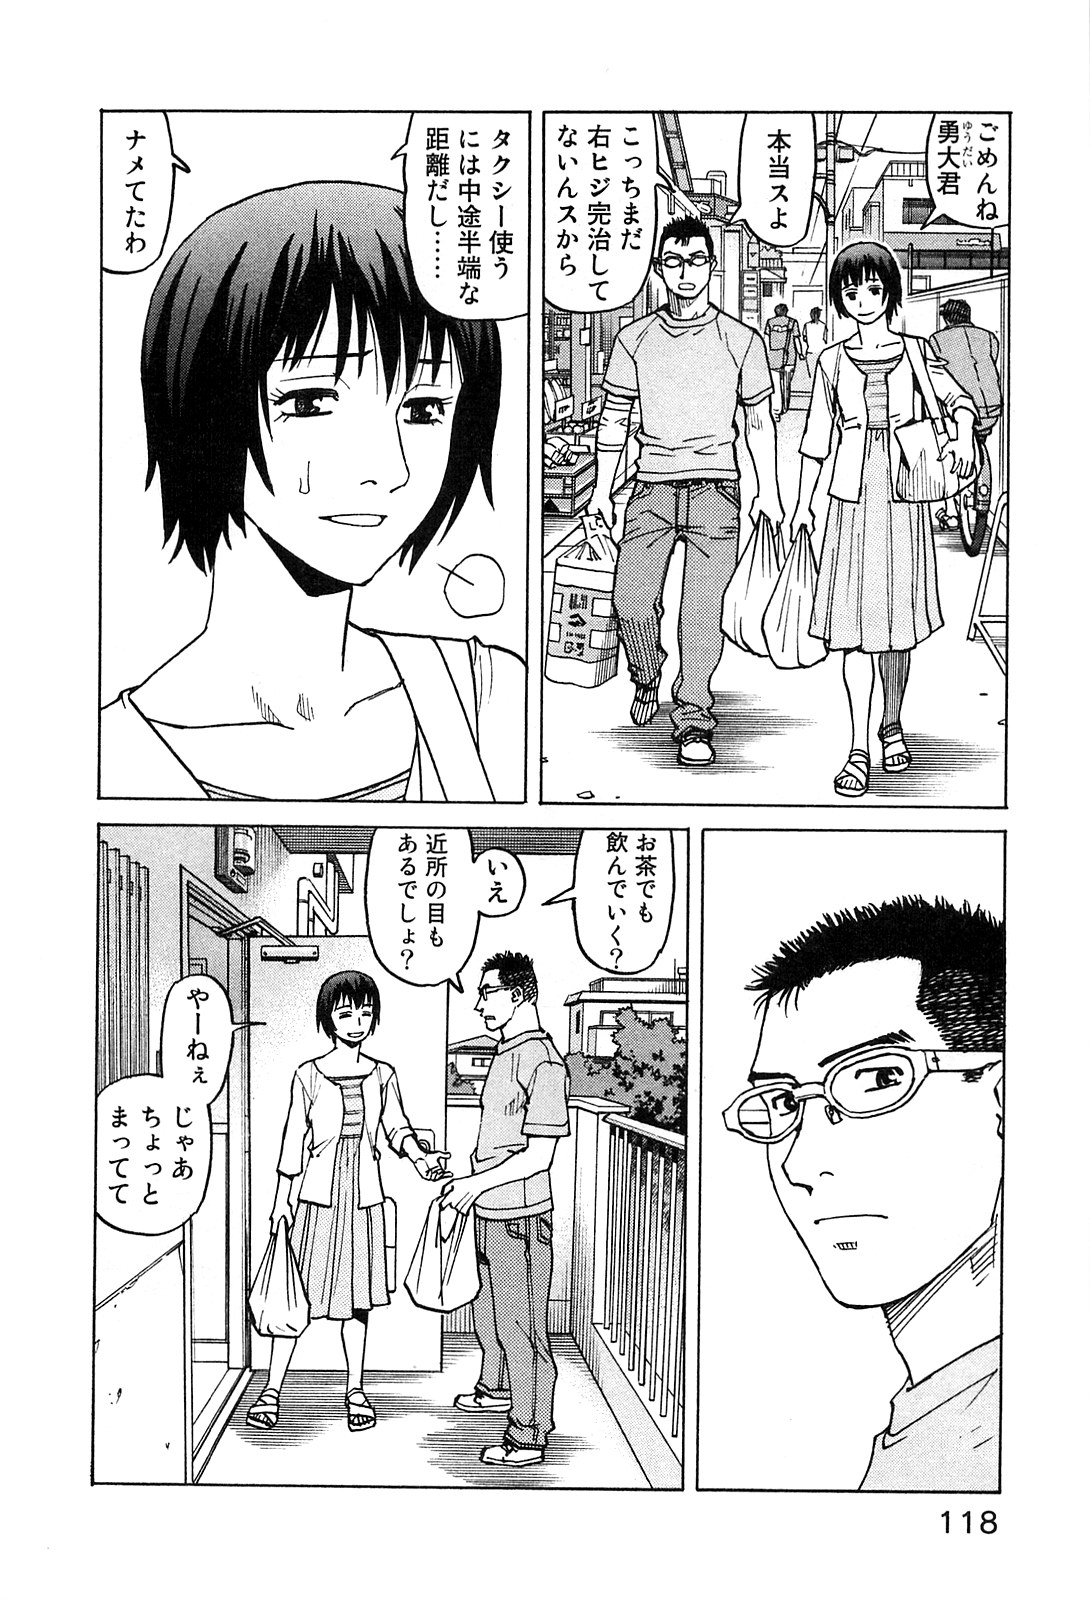 ごめんね
勇大君
ゆうだい
本当スよ
こっちまだ
右ヒジ完治して
ないんスから
タクシー使う
には中途半端な
距離だし……
ナメてたわ
お茶でも
飲んでいく?
いえ
近所の目も
あるでしょ?
やーねぇ
じゃあ
ちょっと
まってて
118